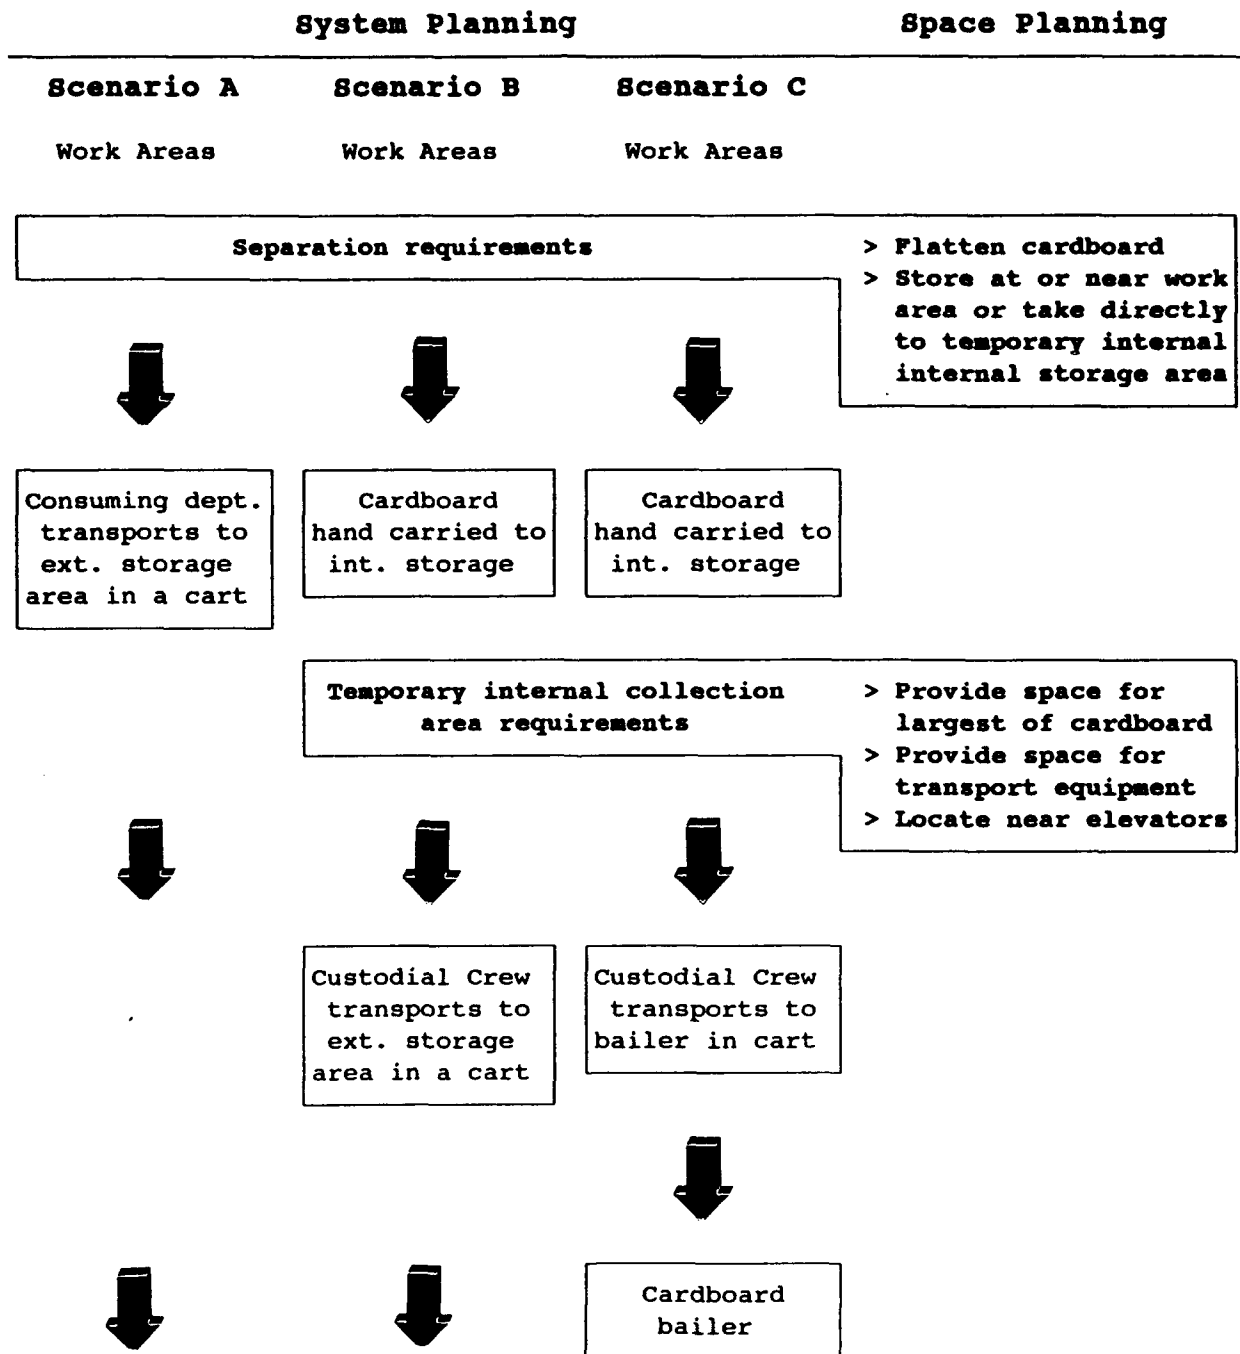 System Planning Space Planning
Scenario A Scenario B Scenario C
Work Areas Work Areas Work Areas
Separation requirements
> Flatten cardboard
> Store at or near work
area or take directly
to temporary internal
internal storage area
Consuming dept.
transports to
ext. storage
area in a cart
Cardboard
hand carried to
int. storage
Cardboard
hand carried to
int. storage
Temporary internal collection
area requirements
> Provide space for
largest of cardboard
> Provide space for
transport equipment
> Locate near elevators
Custodial Crew
transports to
ext. storage
area in a cart
Custodial Crew
transports to
bailer in cart
Cardboard
bailer